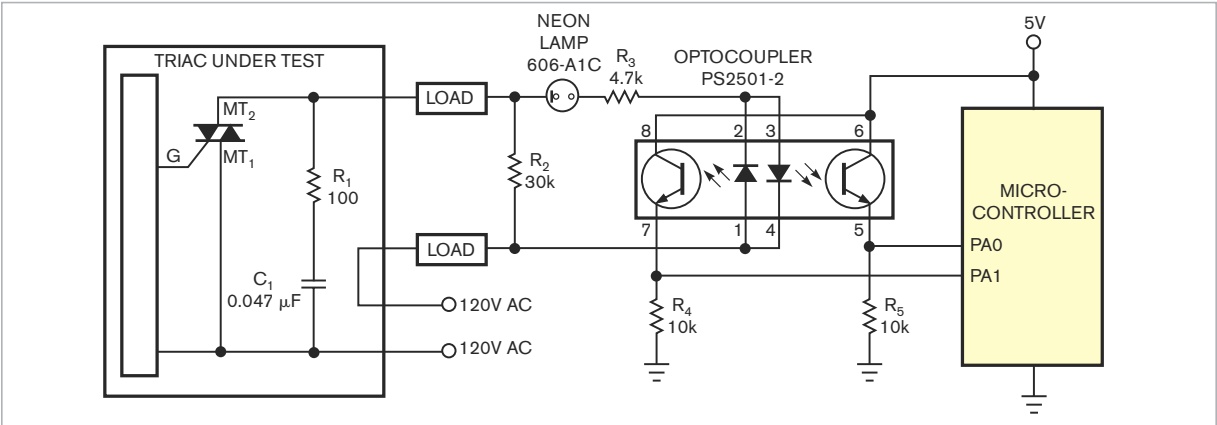 NEON
LAMP
606-A1C
R3
4.7k
OPTOCOUPLER
PS2501-2
5V
TRIAC UNDER TEST
LOAD
MT2
MT1
G
R1
100
R2
30k
8
2
3
6
7
1
4
5
MICRO-
CONTROLLER
PA0
PA1
LOAD
C1
0.047 μF
120V AC
120V AC
R4
10k
R5
10k